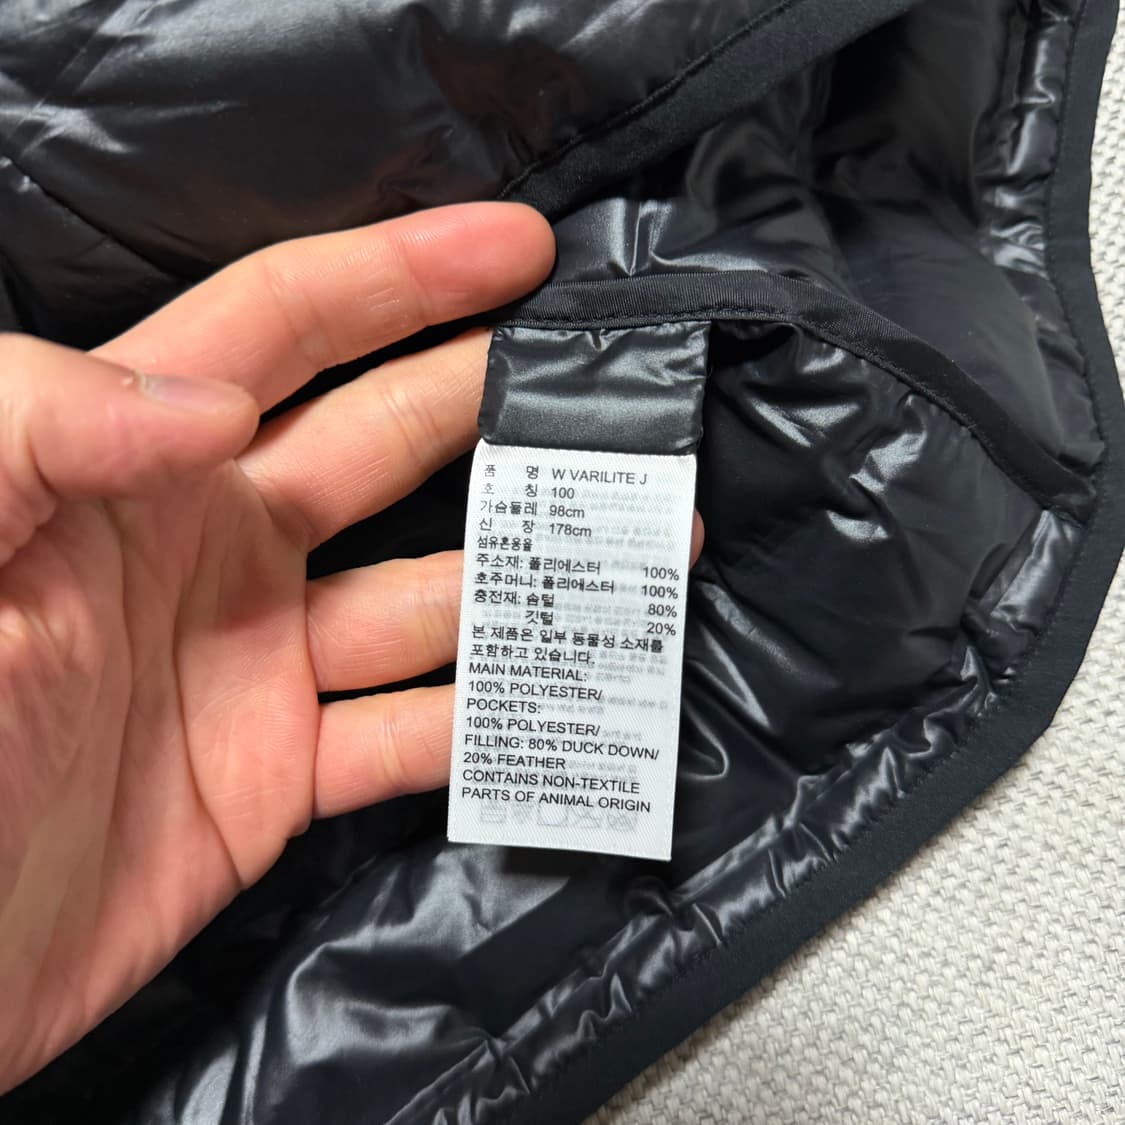 품 명 W VARILITE J
호 칭 100
가슴둘레 98cm
신 장 178cm
섬유혼용율
주소재: 폴리에스터 100%
호주머니: 폴리에스터 100%
충전재: 솜털 80%
깃털 20%
본 제품은 일부 동물성 소재를
포함하고 있습니다.
MAIN MATERIAL:
100% POLYESTER/
POCKETS:
100% POLYESTER/
FILLING: 80% DUCK DOWN/
20% FEATHER
CONTAINS NON-TEXTILE
PARTS OF ANIMAL ORIGIN